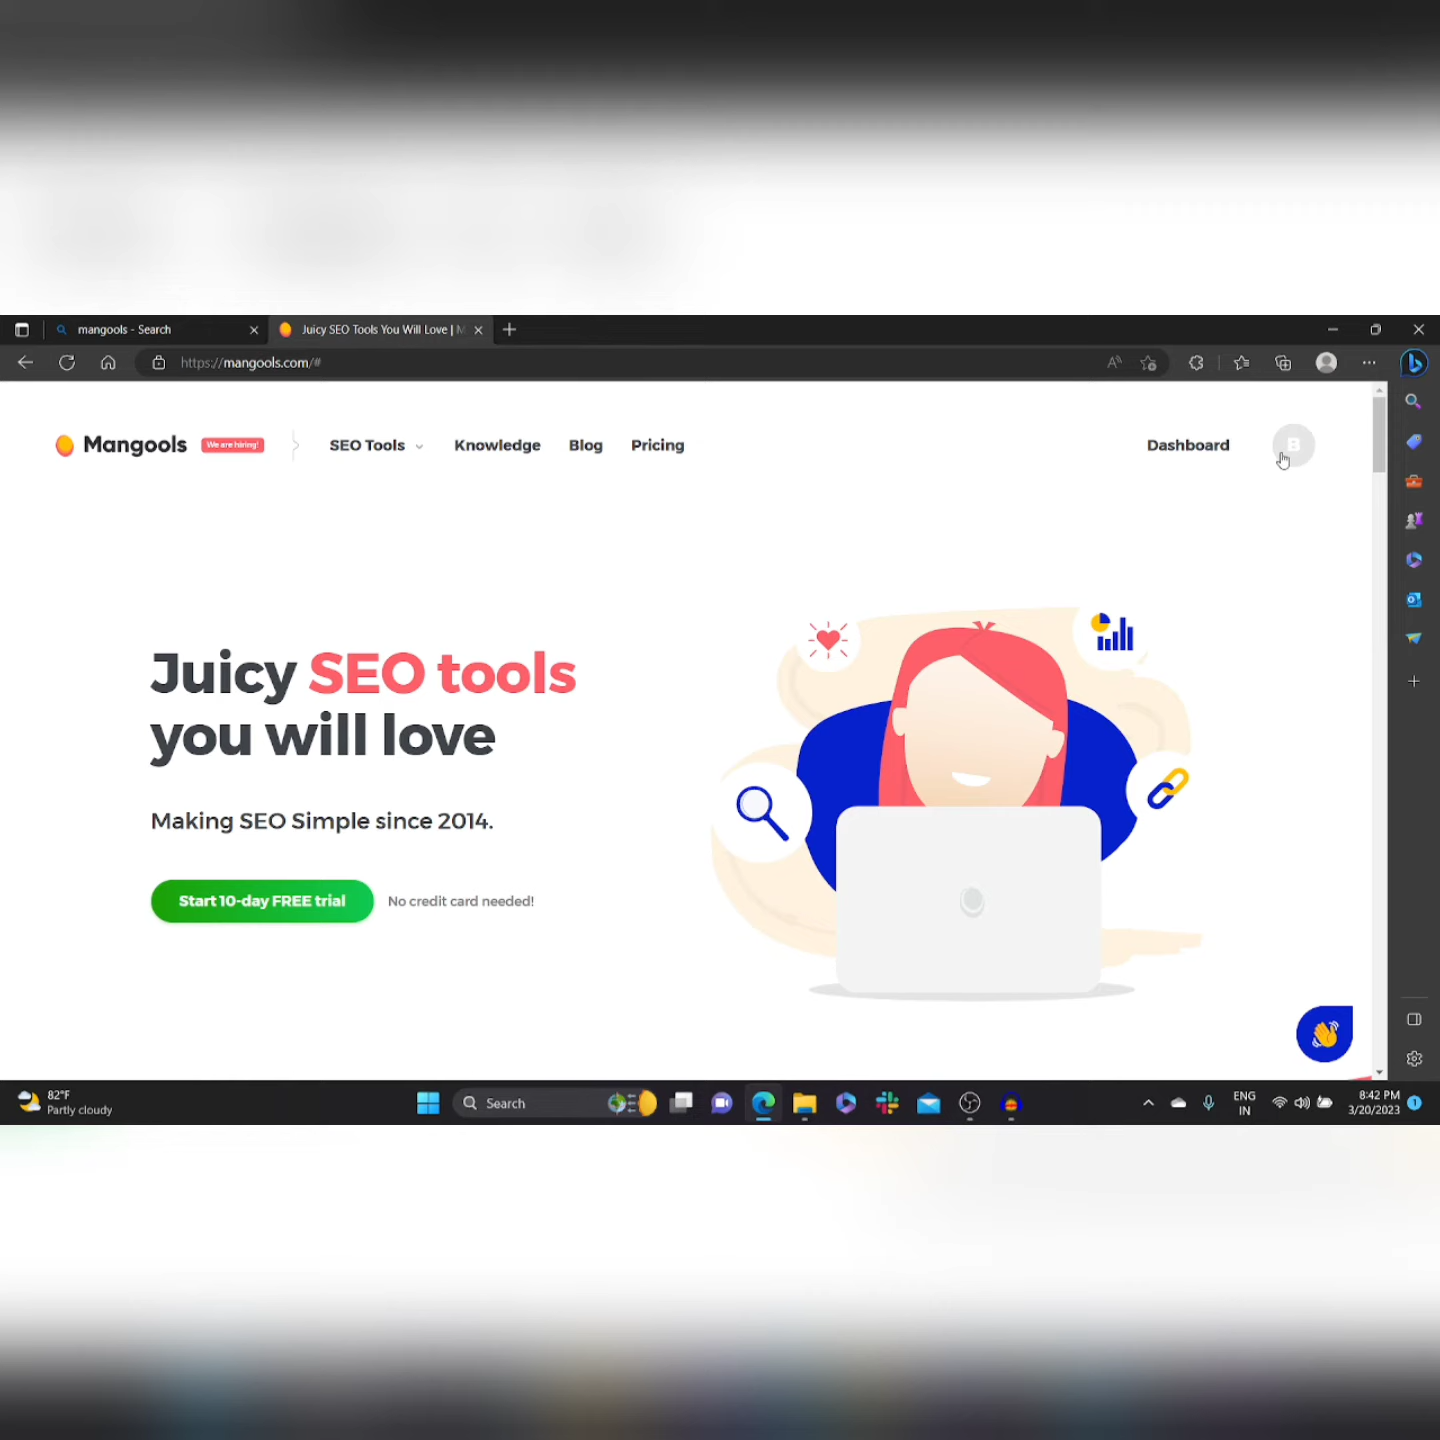 mangools - Search
Juicy SEO Tools You Will Love | M
https://mangools.com/#
Mangools
We are hiring!
SEO Tools
Knowledge
Blog
Pricing
Dashboard
B
Juicy SEO tools
you will love
Making SEO Simple since 2014.
Start 10-day FREE trial
No credit card needed!
82°F
Partly cloudy
Search
ENG
IN
8:42 PM
3/20/2023
1